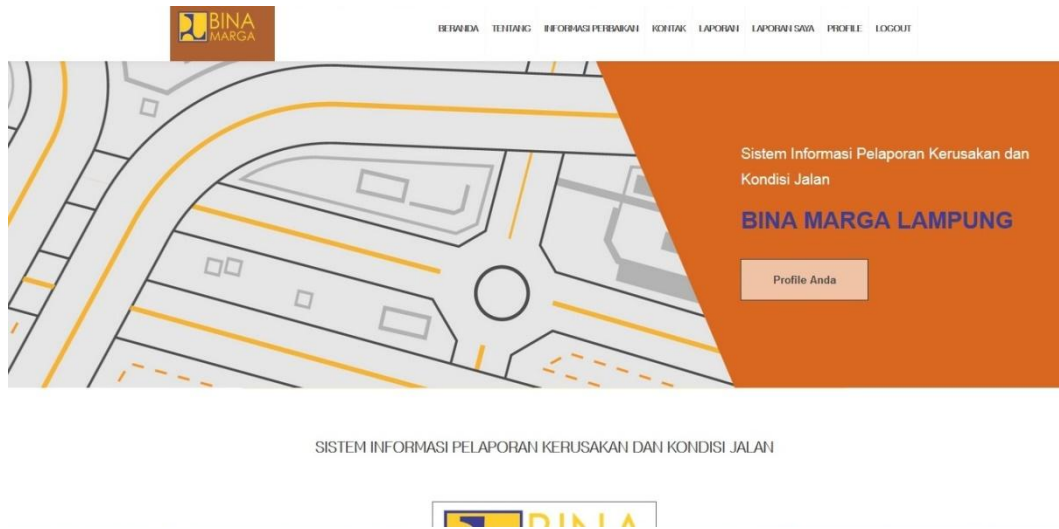 BINA
MARGA
BERANDA TENTANG INFORMASI PERBAIKAN KONTAK LAPORAN LAPORAN SAYA PROFILE LOGOUT
Sistem Informasi Pelaporan Kerusakan dan
Kondisi Jalan
BINA MARGA LAMPUNG
Profile Anda
SISTEM INFORMASI PELAPORAN KERUSAKAN DAN KONDISI JALAN
BINA